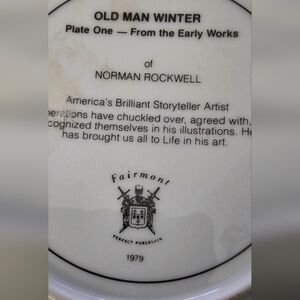 OLD MAN WINTER
Plate One — From the Early Works
of
NORMAN ROCKWELL
America's Brilliant Storyteller Artist
nerations have chuckled over, agreed with,
cognized themselves in his illustrations. He
has brought us all to Life in his art.
Fairmont
PERFECT PORCELAIN
1979